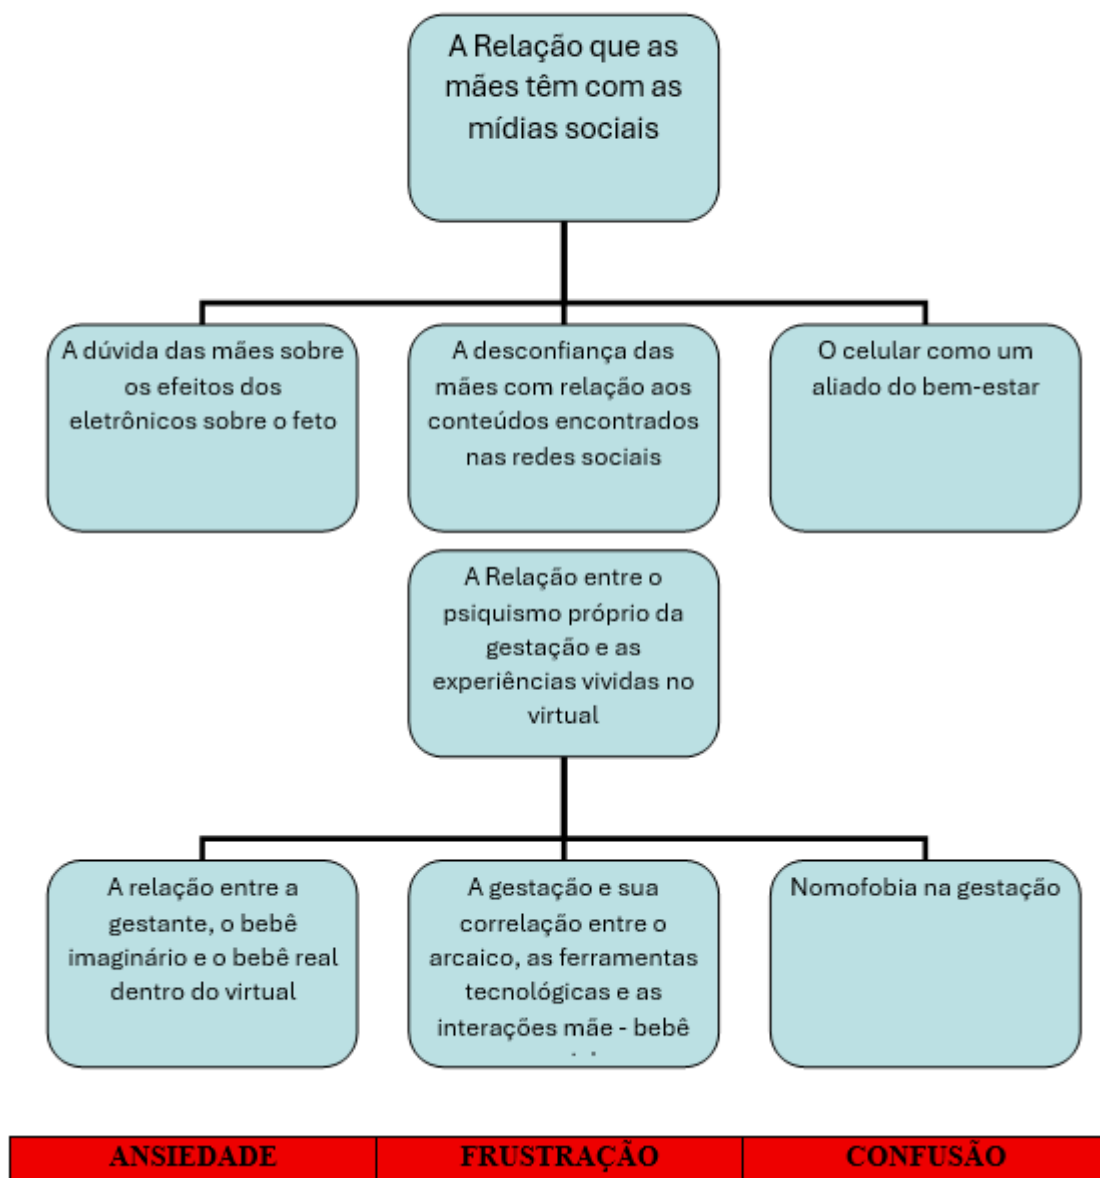 A Relação que as
mães têm com as
mídias sociais
A dúvida das mães sobre
os efeitos dos
eletrônicos sobre o feto
A desconfiança das
mães com relação aos
conteúdos encontrados
nas redes sociais
O celular como um
aliado do bem-estar
A Relação entre o
psiquismo próprio da
gestação e as
experiências vividas no
virtual
A relação entre a
gestante, o bebê
imaginário e o bebê real
dentro do virtual
A gestação e sua
correlação entre o
arcaico, as ferramentas
tecnológicas e as
interações mãe - bebê
Nomofobia na gestação
ANSIEDADE FRUSTRAÇÃO CONFUSÃO